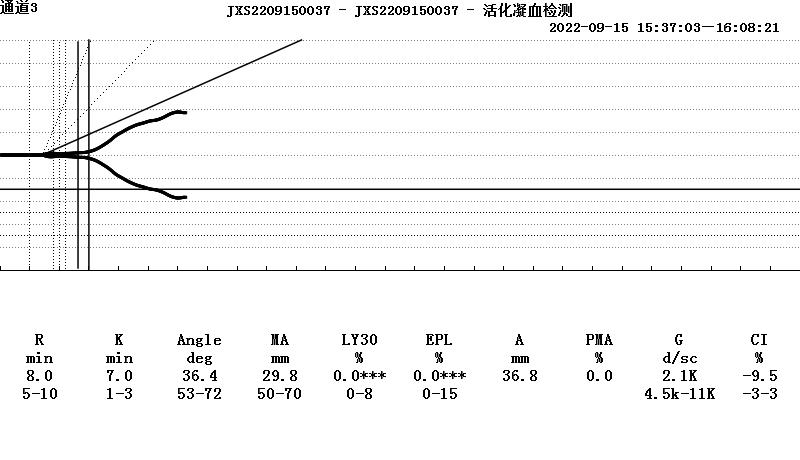 通道3
JXS2209150037 - JXS2209150037 - 活化凝血检测
2022-09-15 15:37:03—16:08:21
R K Angle MA LY30 EPL A PMA G CI
min min deg mm % % mm % d/sc %
8.0 7.0 36.4 29.8 0.0*** 0.0*** 36.8 0.0 2.1K -9.5
5-10 1-3 53-72 50-70 0-8 0-15 4.5k-11K -3-3